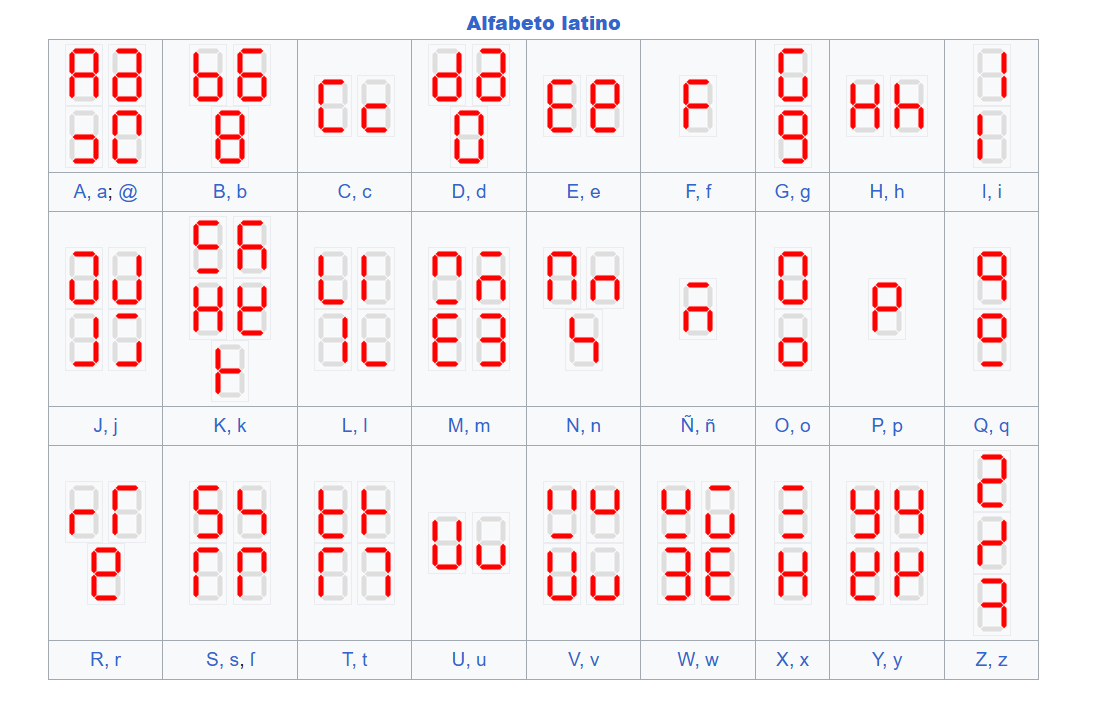 Alfabeto latino
A, a; @ B, b C, c D, d E, e F, f G, g H, h I, i
J, j K, k L, l M, m N, n Ñ, ñ O, o P, p Q, q
R, r S, s, ſ T, t U, u V, v W, w X, x Y, y Z, z